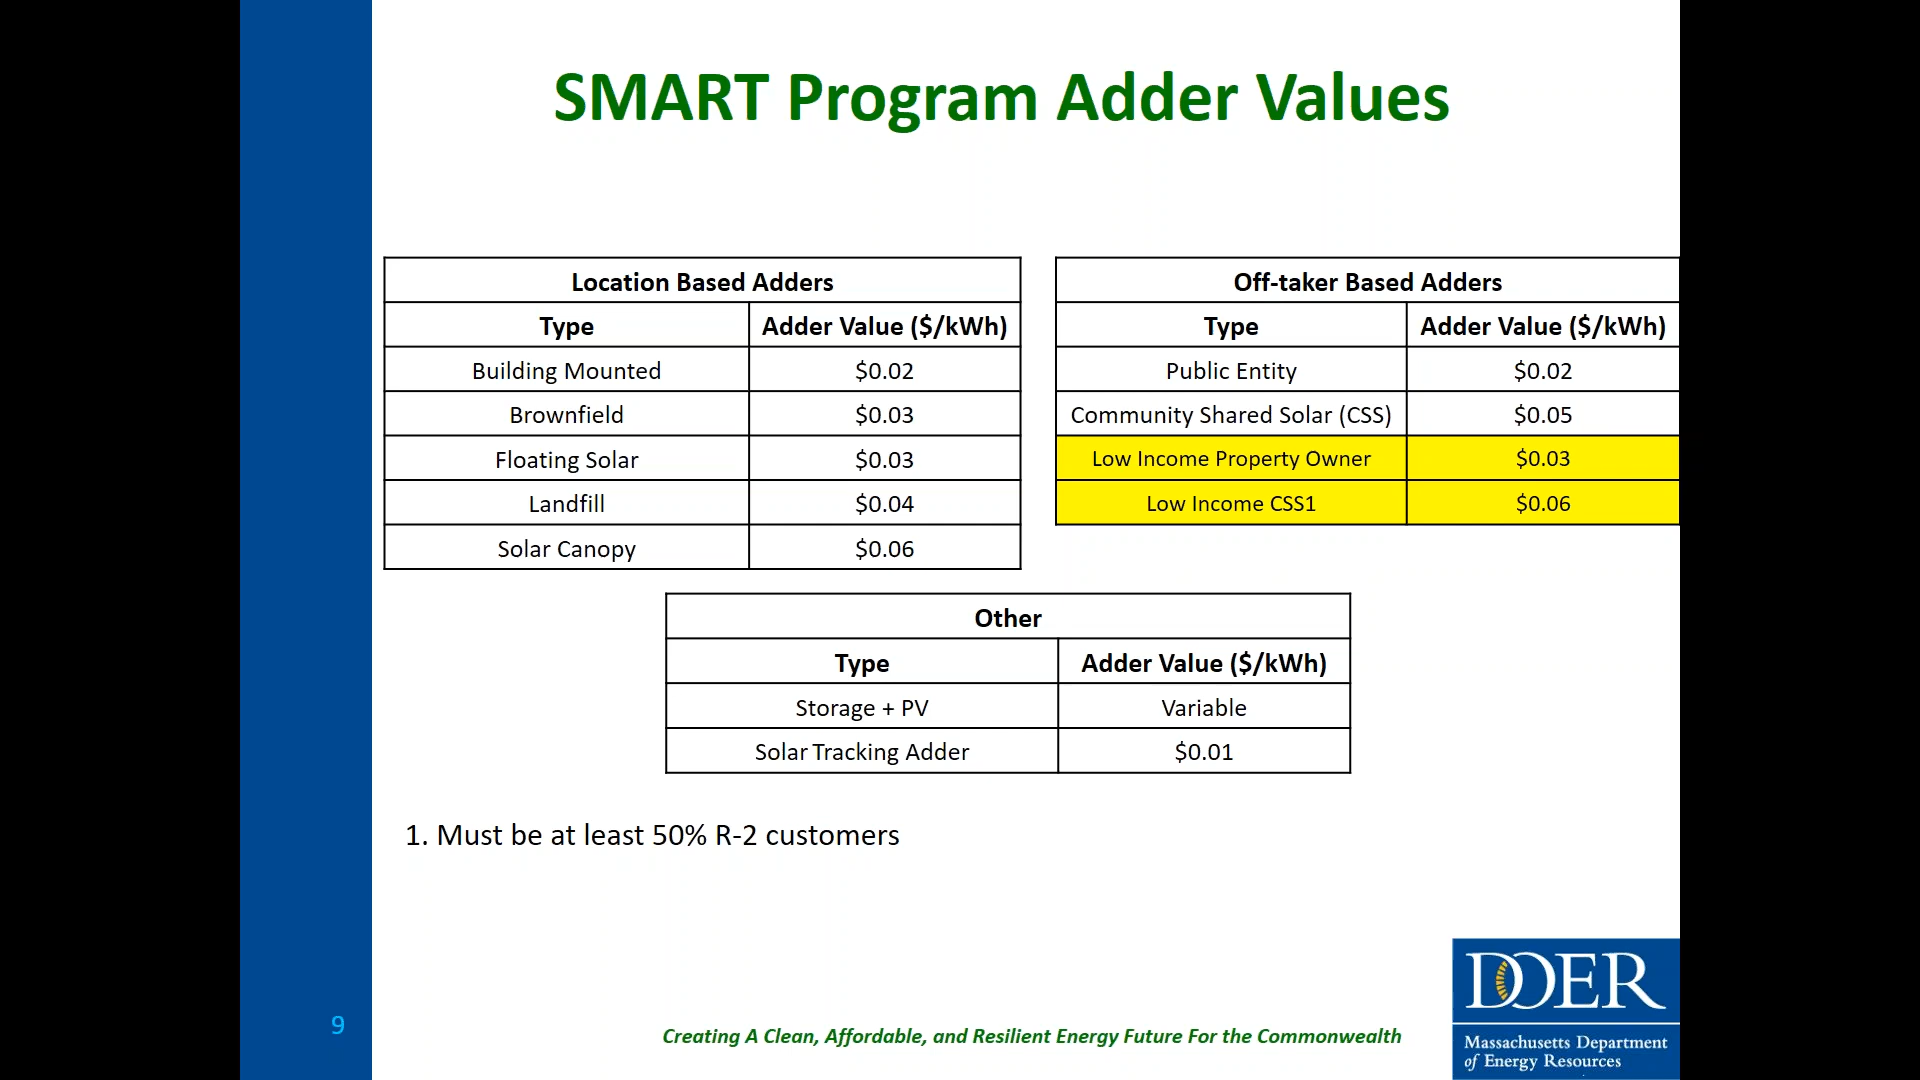 SMART Program Adder Values
Location Based Adders
Type Adder Value ($/kWh)
Building Mounted $0.02
Brownfield $0.03
Floating Solar $0.03
Landfill $0.04
Solar Canopy $0.06
Off-taker Based Adders
Type Adder Value ($/kWh)
Public Entity $0.02
Community Shared Solar (CSS) $0.05
Low Income Property Owner $0.03
Low Income CSS1 $0.06
Other
Type Adder Value ($/kWh)
Storage + PV Variable
Solar Tracking Adder $0.01
1. Must be at least 50% R-2 customers
9
Creating A Clean, Affordable, and Resilient Energy Future For the Commonwealth
DOER
Massachusetts Department
of Energy Resources